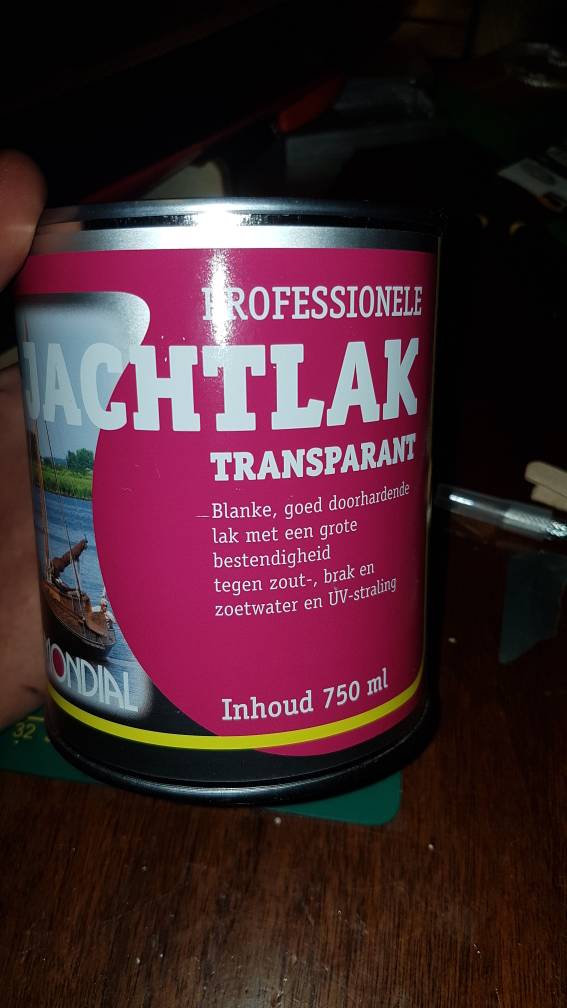 PROFESSIONELE
JACHTLAK
TRANSPARANT
Blanke, goed doorhardende
lak met een grote
bestendigheid
tegen zout-, brak en
zoetwater en UV-straling
MONDIAL
Inhoud 750 ml
32